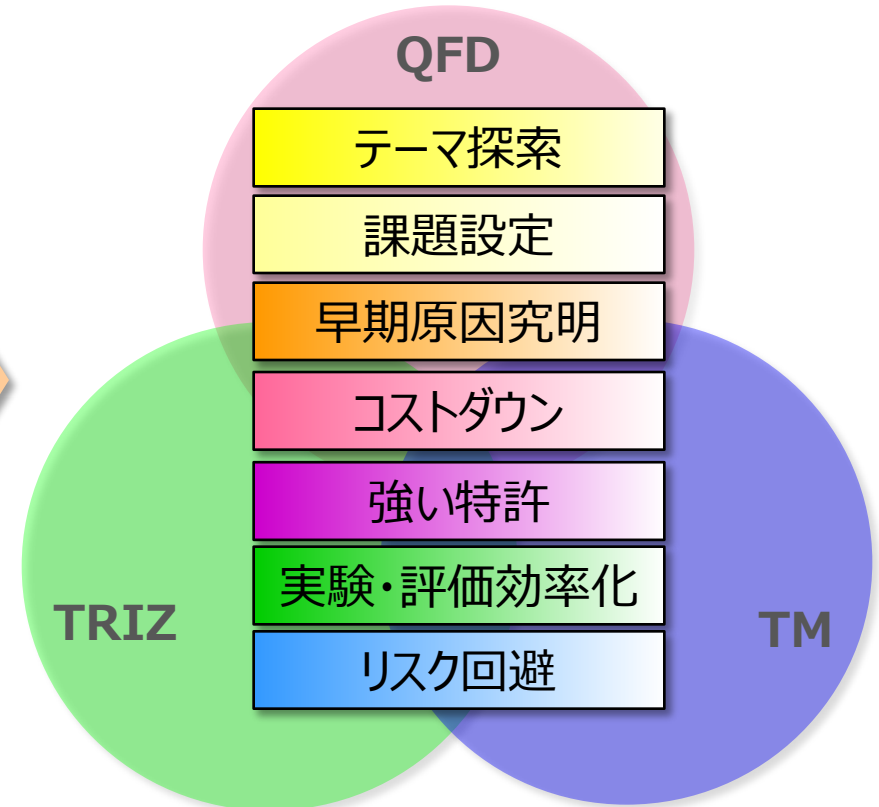 QFD
テーマ探索
課題設定
早期原因究明
コストダウン
強い特許
実験・評価効率化
リスク回避
TRIZ
TM